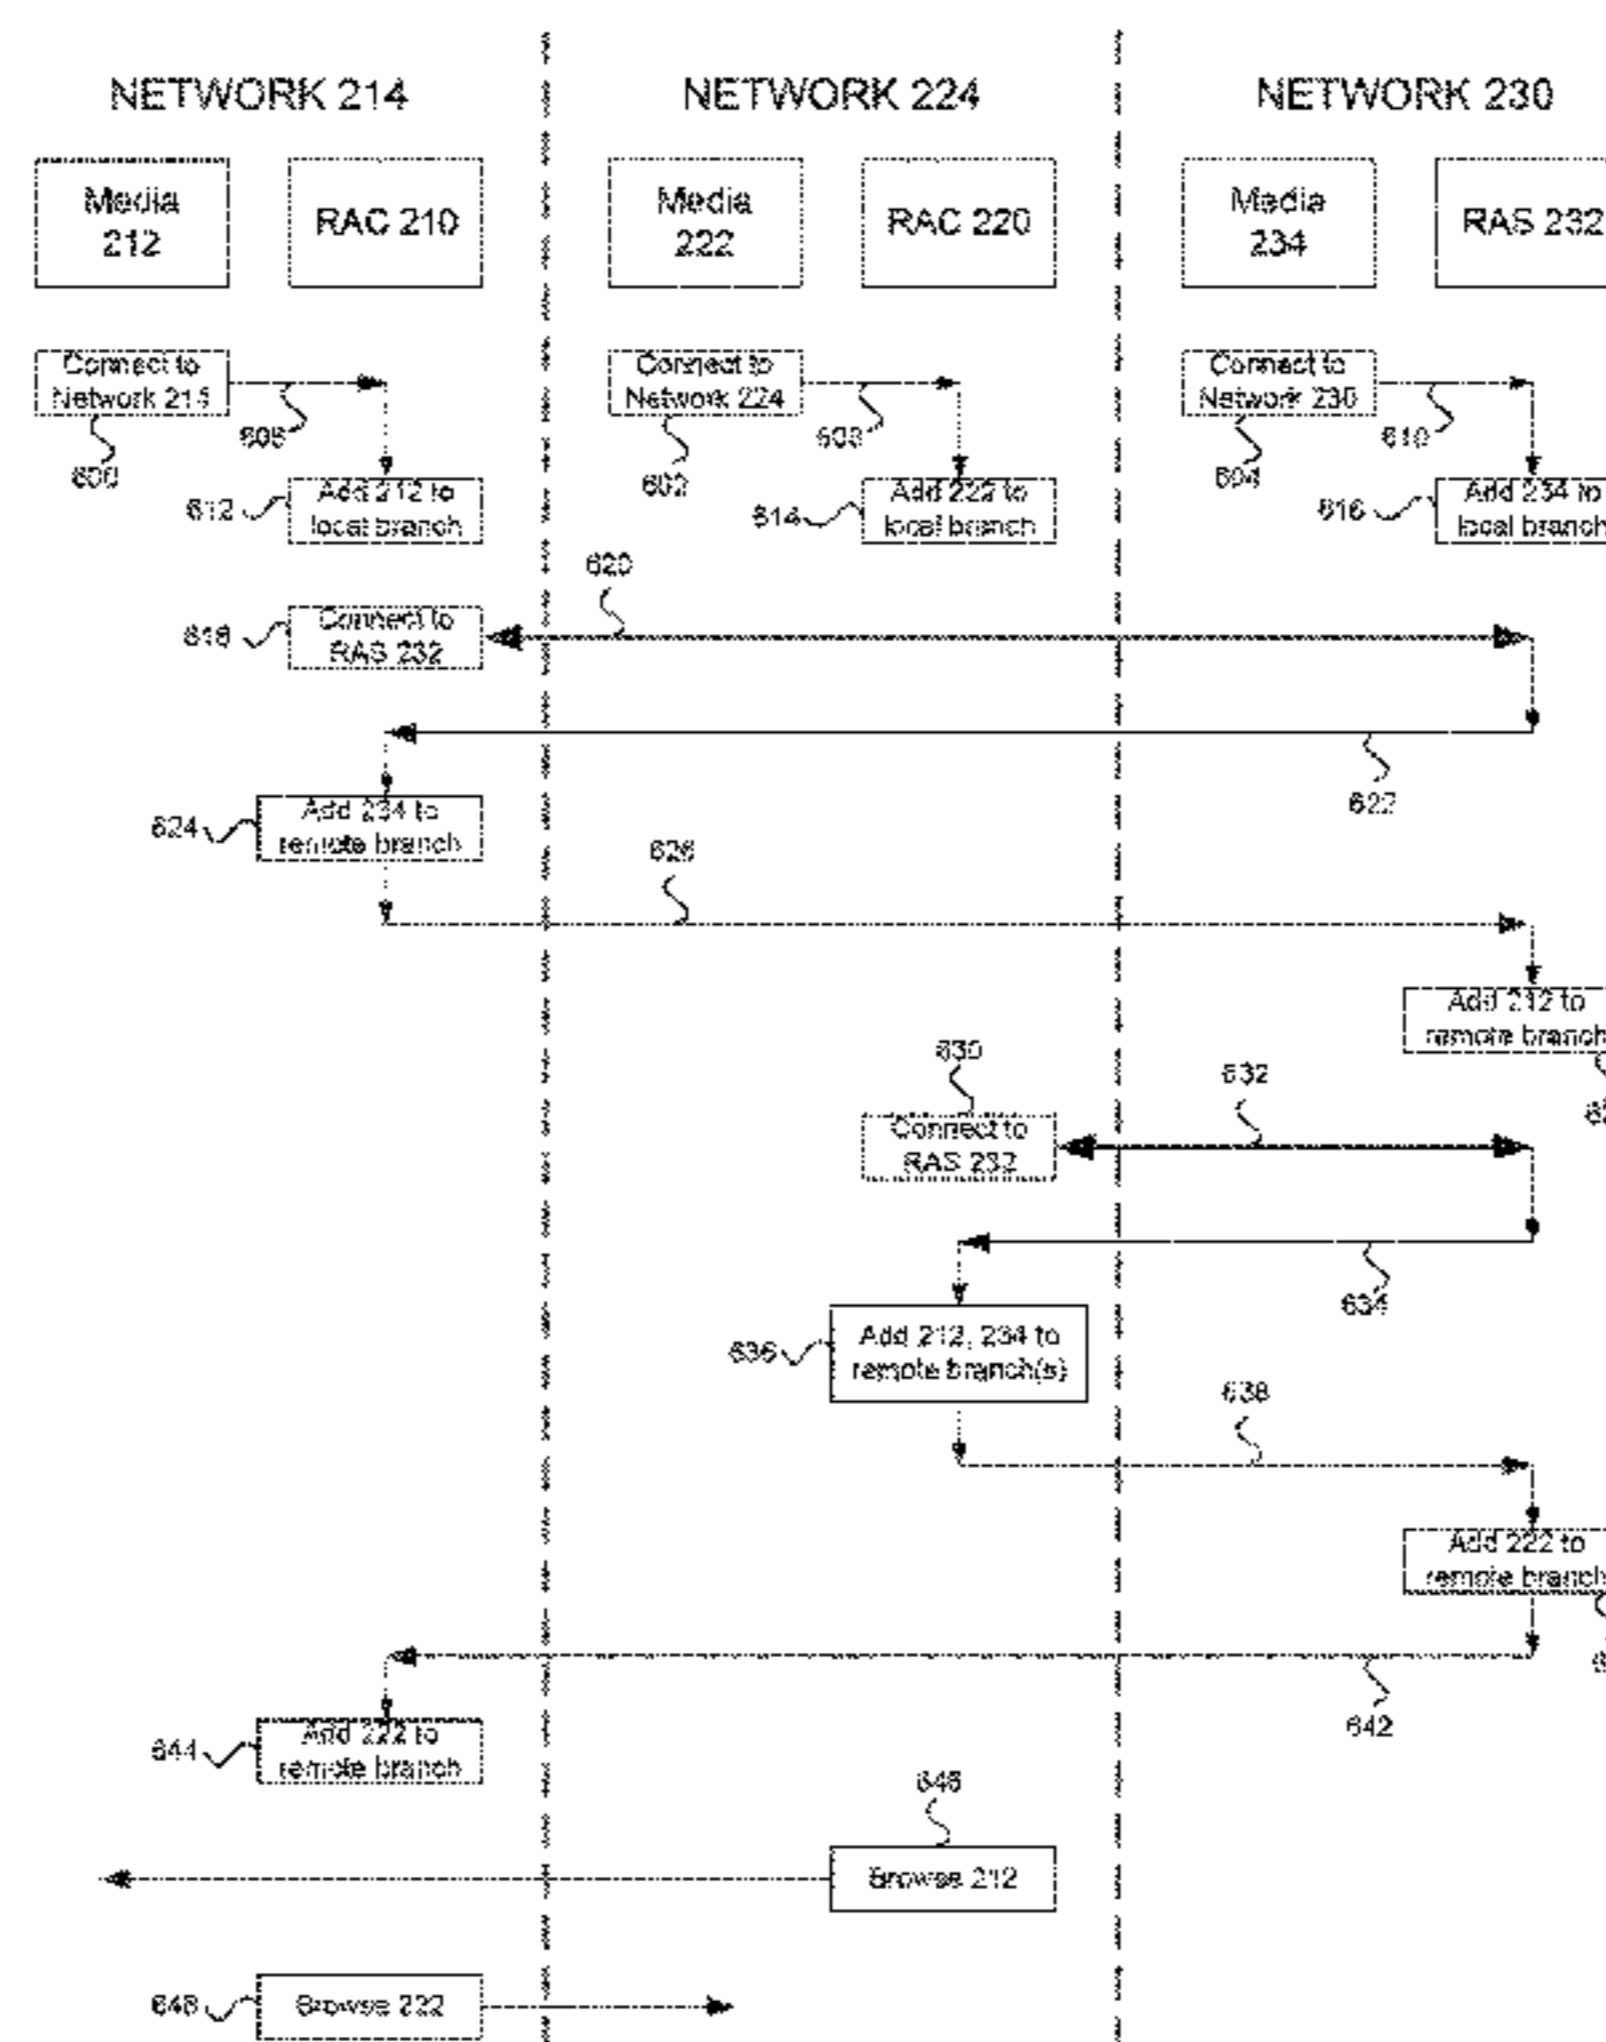 NETWORK 214
NETWORK 224
NETWORK 230
Media
212
RAC 210
Media
222
RAC 220
Media
234
RAS 232
Connect to
Connect to
Network 224
Connect to
Network 230
612
Add 212 to
local branch
602
614
Add 222 to
local branch
604
610
616
Add 234 to
local branch
620
618
Connect to
RAS 232
622
624
Add 234 to
remote branch
626
Add 212 to
remote branch
630
632
Connect to
RAS 232
634
636
Add 212, 234 to
remote branch(s)
638
Add 222 to
remote branch
642
644
Add 222 to
remote branch
646
Browse 212
648
Browse 222